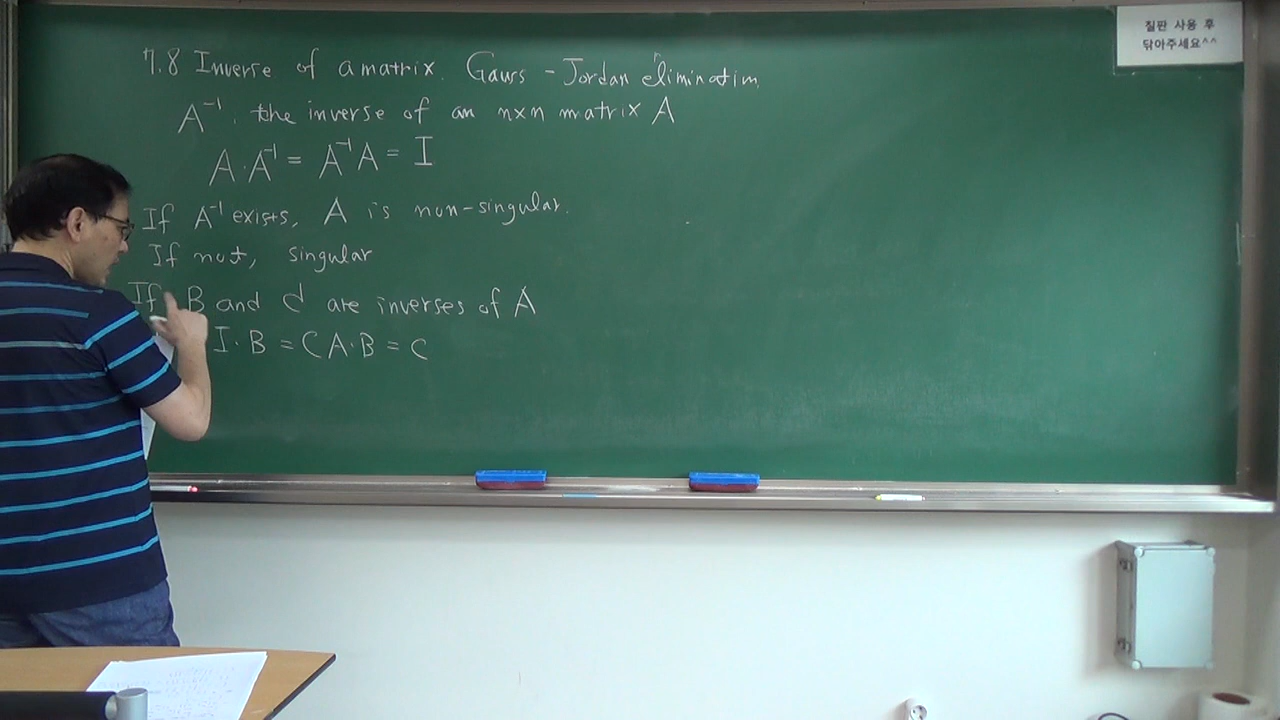 7.8 Inverse of a matrix. Gauss-Jordan elimination
A⁻¹, the inverse of an n×n matrix A
A·A⁻¹ = A⁻¹A = I
If A⁻¹ exists, A is non-singular.
If not, singular
If B and C are inverses of A
I·B = CA·B = C
질판 사용 후
닦아주세요^^